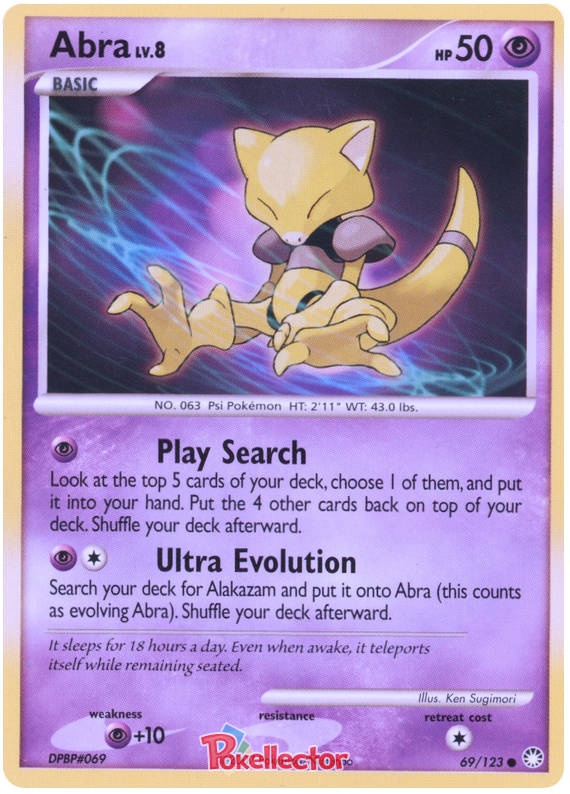 Abra LV.8
HP 50
BASIC
NO. 063 Psi Pokémon HT: 2'11" WT: 43.0 lbs.
Play Search
Look at the top 5 cards of your deck, choose 1 of them, and put
it into your hand. Put the 4 other cards back on top of your
deck. Shuffle your deck afterward.
Ultra Evolution
Search your deck for Alakazam and put it onto Abra (this counts
as evolving Abra). Shuffle your deck afterward.
It sleeps for 18 hours a day. Even when awake, it teleports
itself while remaining seated.
Illus. Ken Sugimori
weakness
resistance
retreat cost
+10
DPBP#069
Pokellector
69/123